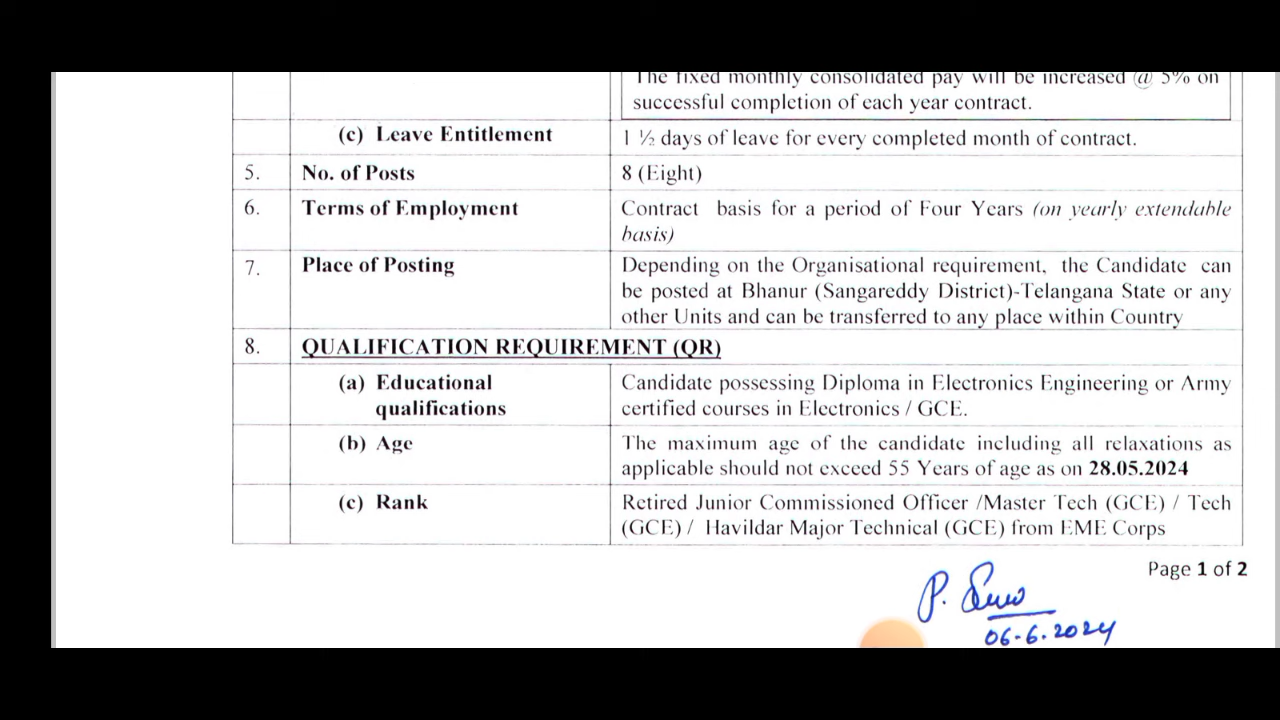 The fixed monthly consolidated pay will be increased @ 5% on
successful completion of each year contract.
(c) Leave Entitlement
1 ½ days of leave for every completed month of contract.
5. No. of Posts
8 (Eight)
6. Terms of Employment
Contract basis for a period of Four Years (on yearly extendable
basis)
7. Place of Posting
Depending on the Organisational requirement, the Candidate can
be posted at Bhanur (Sangareddy District)-Telangana State or any
other Units and can be transferred to any place within Country
8. QUALIFICATION REQUIREMENT (QR)
(a) Educational
qualifications
Candidate possessing Diploma in Electronics Engineering or Army
certified courses in Electronics / GCE.
(b) Age
The maximum age of the candidate including all relaxations as
applicable should not exceed 55 Years of age as on 28.05.2024
(c) Rank
Retired Junior Commissioned Officer /Master Tech (GCE) / Tech
(GCE) / Havildar Major Technical (GCE) from EME Corps
Page 1 of 2
06-6.2024